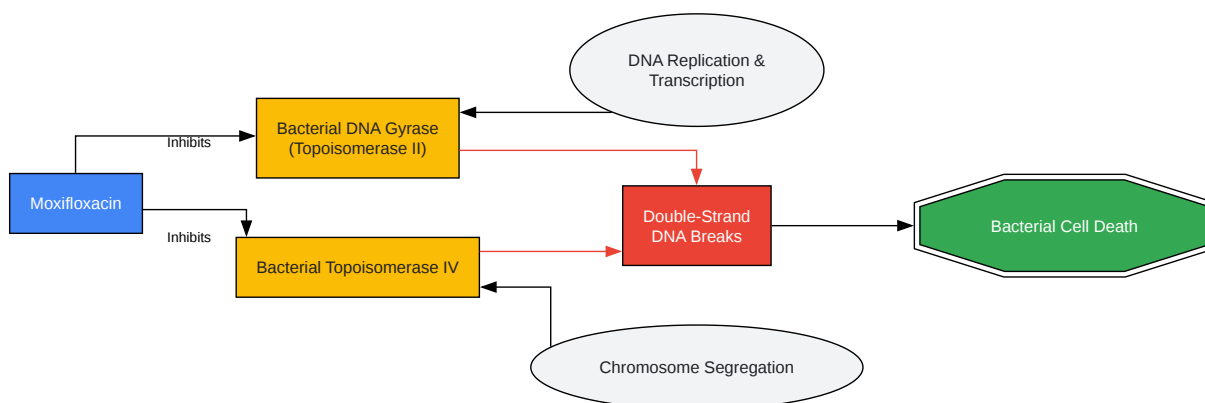 DNA Replication &
Transcription
Bacterial DNA Gyrase
(Topoisomerase II)
Inhibits
Moxifloxacin
Double-Strand
DNA Breaks
Bacterial Cell Death
Inhibits
Bacterial Topoisomerase IV
Chromosome Segregation